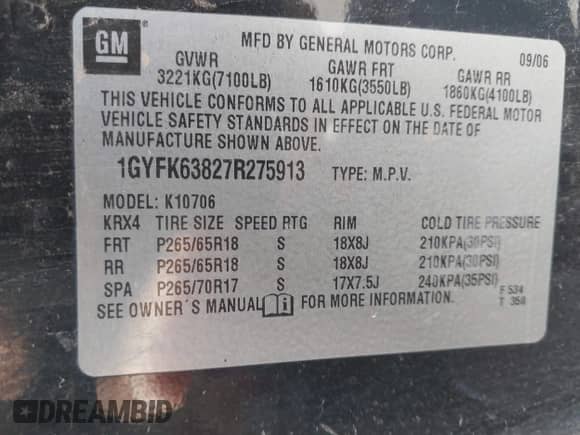 GM
MFD BY GENERAL MOTORS CORP. 09/06
GVWR GAWR FRT GAWR RR
3221KG(7100LB) 1610KG(3550LB) 1860KG(4100LB)
THIS VEHICLE CONFORMS TO ALL APPLICABLE U.S. FEDERAL MOTOR
VEHICLE SAFETY STANDARDS IN EFFECT ON THE DATE OF
MANUFACTURE SHOWN ABOVE.
1GYFK63827R275913 TYPE: M.P.V.
MODEL: K10706
KRX4 TIRE SIZE SPEED RTG RIM COLD TIRE PRESSURE
FRT P265/65R18 S 18X8J 210KPA(30PSI)
RR P265/65R18 S 18X8J 210KPA(30PSI)
SPA P265/70R17 S 17X7.5J 240KPA(35PSI)
SEE OWNER´S MANUAL FOR MORE INFORMATION. F 534
T 358
DREAMBID